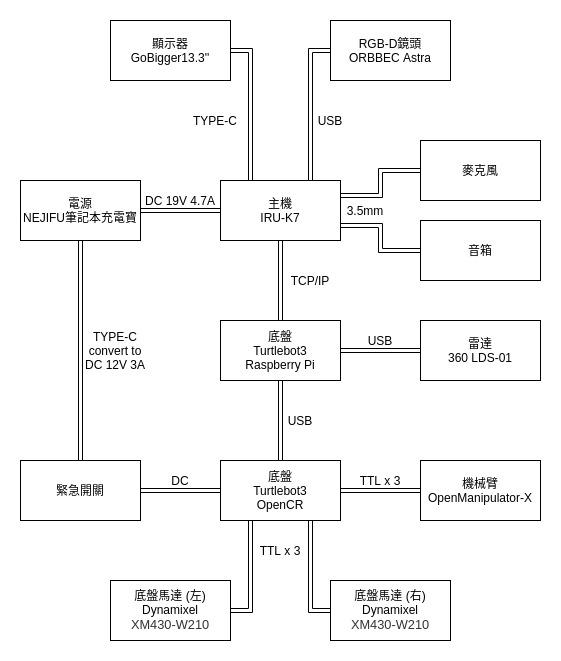 顯示器
GoBigger13.3"
RGB-D鏡頭
ORBBEC Astra
TYPE-C
USB
麥克風
電源
NEJIFU筆記本充電寶
DC 19V 4.7A
主機
IRU-K7
3.5mm
音箱
TCP/IP
TYPE-C
convert to
DC 12V 3A
底盤
Turtlebot3
Raspberry Pi
USB
雷達
360 LDS-01
USB
緊急開關
DC
底盤
Turtlebot3
OpenCR
TTL x 3
機械臂
OpenManipulator-X
TTL x 3
底盤馬達 (左)
Dynamixel
XM430-W210
底盤馬達 (右)
Dynamixel
XM430-W210